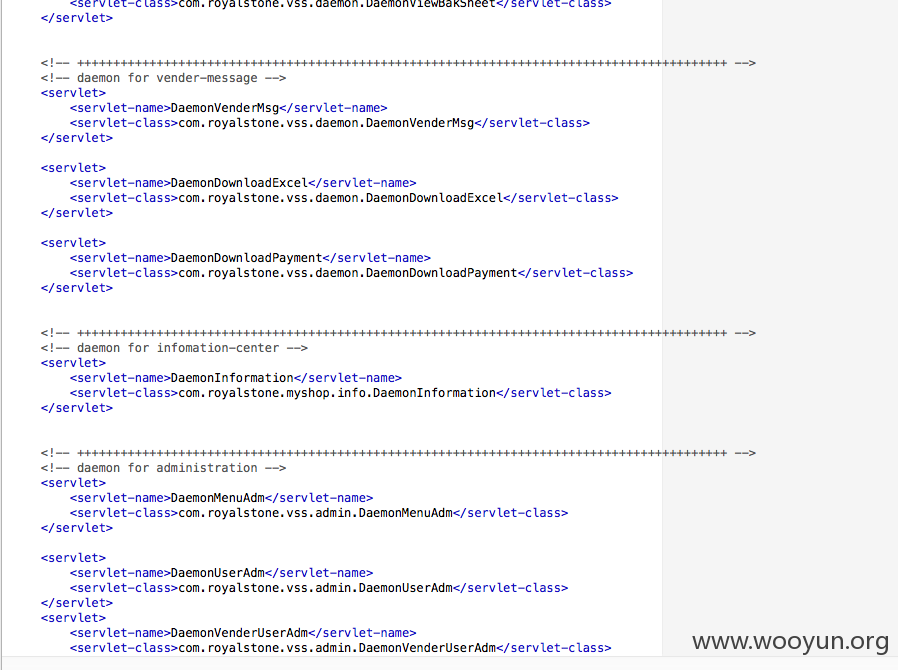 <servlet-class>com.royalstone.vss.daemon.DaemonViewBakSheet</servlet-class>
</servlet>
<!-- ++++++++++++++++++++++++++++++++++++++++++++++++++++++++++++++++++++++++++++++++++++++++++ -->
<!-- daemon for vender-message -->
<servlet>
<servlet-name>DaemonVenderMsg</servlet-name>
<servlet-class>com.royalstone.vss.daemon.DaemonVenderMsg</servlet-class>
</servlet>
<servlet>
<servlet-name>DaemonDownloadExcel</servlet-name>
<servlet-class>com.royalstone.vss.daemon.DaemonDownloadExcel</servlet-class>
</servlet>
<servlet>
<servlet-name>DaemonDownloadPayment</servlet-name>
<servlet-class>com.royalstone.vss.daemon.DaemonDownloadPayment</servlet-class>
</servlet>
<!-- ++++++++++++++++++++++++++++++++++++++++++++++++++++++++++++++++++++++++++++++++++++++++++ -->
<!-- daemon for infomation-center -->
<servlet>
<servlet-name>DaemonInformation</servlet-name>
<servlet-class>com.royalstone.myshop.info.DaemonInformation</servlet-class>
</servlet>
<!-- ++++++++++++++++++++++++++++++++++++++++++++++++++++++++++++++++++++++++++++++++++++++++++ -->
<!-- daemon for administration -->
<servlet>
<servlet-name>DaemonMenuAdm</servlet-name>
<servlet-class>com.royalstone.vss.admin.DaemonMenuAdm</servlet-class>
</servlet>
<servlet>
<servlet-name>DaemonUserAdm</servlet-name>
<servlet-class>com.royalstone.vss.admin.DaemonUserAdm</servlet-class>
</servlet>
<servlet>
<servlet-name>DaemonVenderUserAdm</servlet-name>
<servlet-class>com.royalstone.vss.admin.DaemonVenderUserAdm</servlet-class>
www.wooyun.org